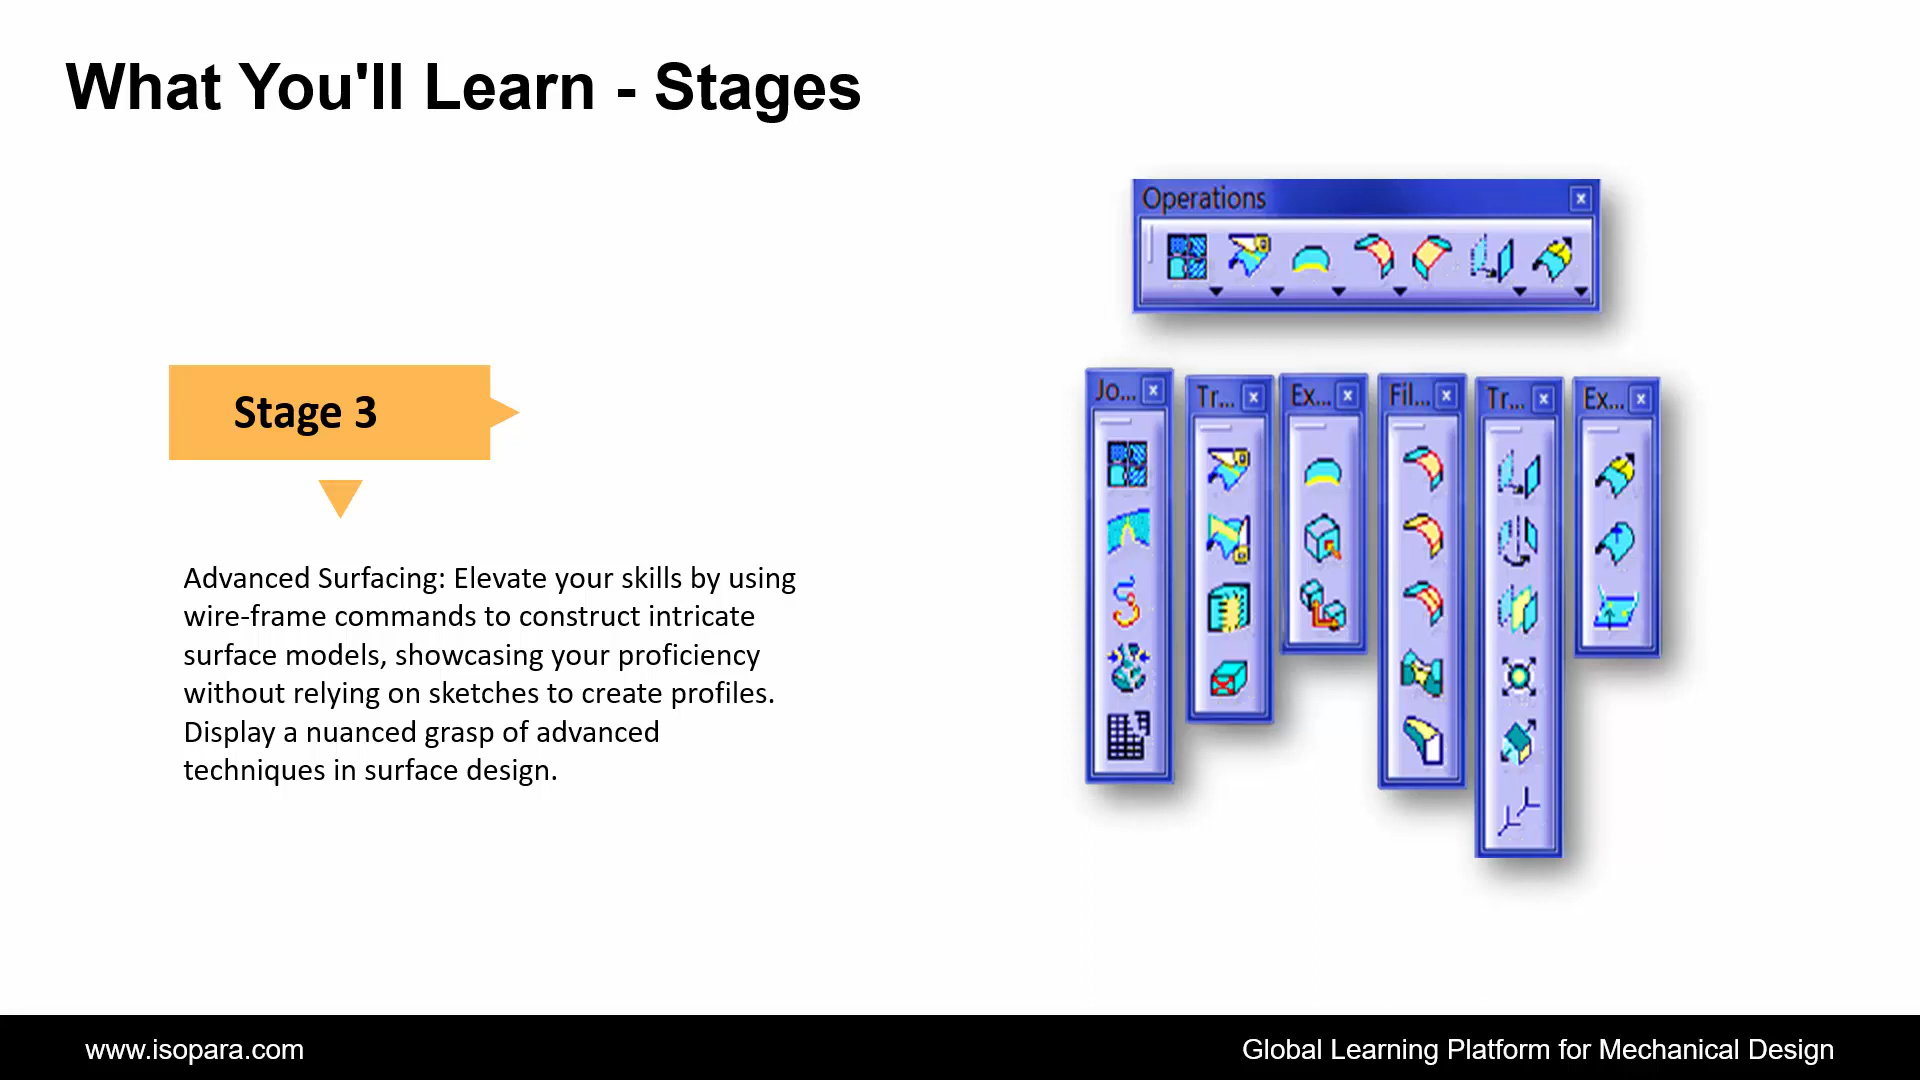 What You'll Learn - Stages
Operations
Jo...
Tr...
Ex...
Fil...
Tr...
Ex...
Stage 3
Advanced Surfacing: Elevate your skills by using
wire-frame commands to construct intricate
surface models, showcasing your proficiency
without relying on sketches to create profiles.
Display a nuanced grasp of advanced
techniques in surface design.
www.isopara.com
Global Learning Platform for Mechanical Design